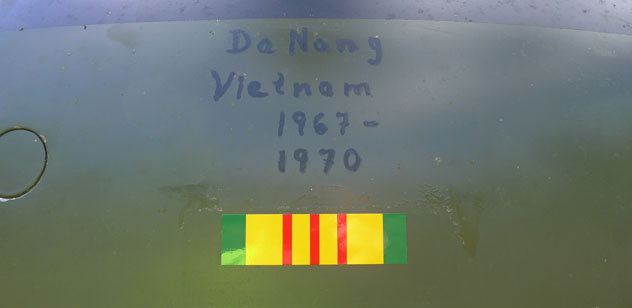 Da Nang
Vietnam
1967-
1970